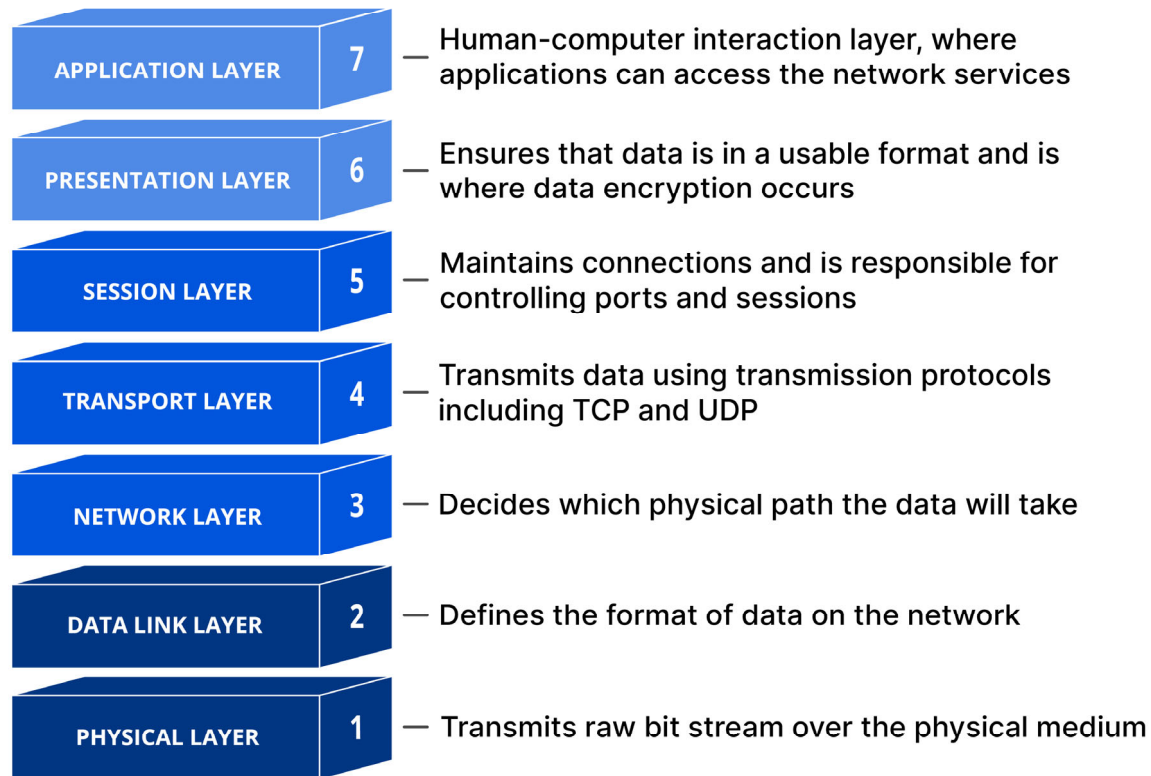 APPLICATION LAYER 7
Human-computer interaction layer, where
applications can access the network services
PRESENTATION LAYER 6
Ensures that data is in a usable format and is
where data encryption occurs
SESSION LAYER 5
Maintains connections and is responsible for
controlling ports and sessions
TRANSPORT LAYER 4
Transmits data using transmission protocols
including TCP and UDP
NETWORK LAYER 3
Decides which physical path the data will take
DATA LINK LAYER 2
Defines the format of data on the network
PHYSICAL LAYER 1
Transmits raw bit stream over the physical medium